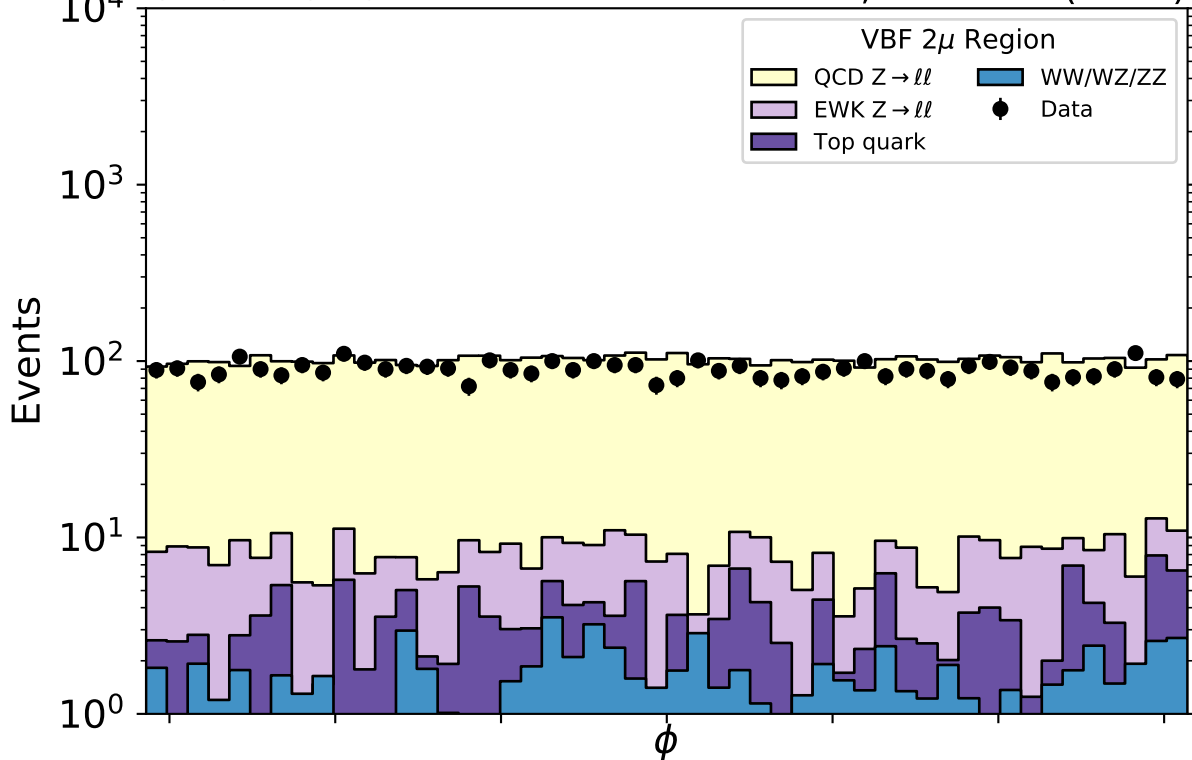 10⁴
VBF 2μ Region
QCD Z→ℓℓ
WW/WZ/ZZ
EWK Z→ℓℓ
Data
Top quark
10³
Events
10²
10¹
10⁰
ϕ